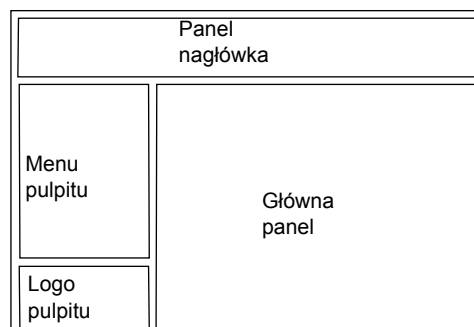 Panel
nagłówka
Menu
pulpitu
Główna
panel
Logo
pulpitu